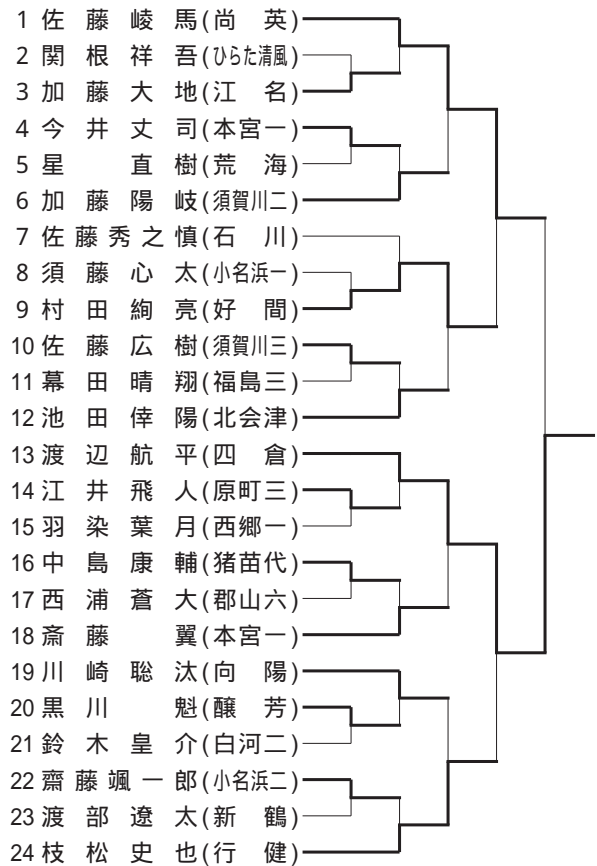 1 佐藤崚馬(尚英)
2 関根祥吾(ひらた清風)
3 加藤大地(江名)
4 今井丈司(本宮一)
5 星直樹(荒海)
6 加藤陽岐(須賀川二)
7 佐藤秀之慎(石川)
8 須藤心太(小名浜一)
9 村田絢亮(好間)
10 佐藤広樹(須賀川三)
11 幕田晴翔(福島三)
12 池田倖陽(北会津)
13 渡辺航平(四倉)
14 江井飛人(原町三)
15 羽染葉月(西郷一)
16 中島康輔(猪苗代)
17 西浦蒼大(郡山六)
18 斎藤翼(本宮一)
19 川崎聡汰(向陽)
20 黒川魁(醸芳)
21 鈴木皇介(白河二)
22 齋藤颯一郎(小名浜二)
23 渡部遼太(新鶴)
24 枝松史也(行健)